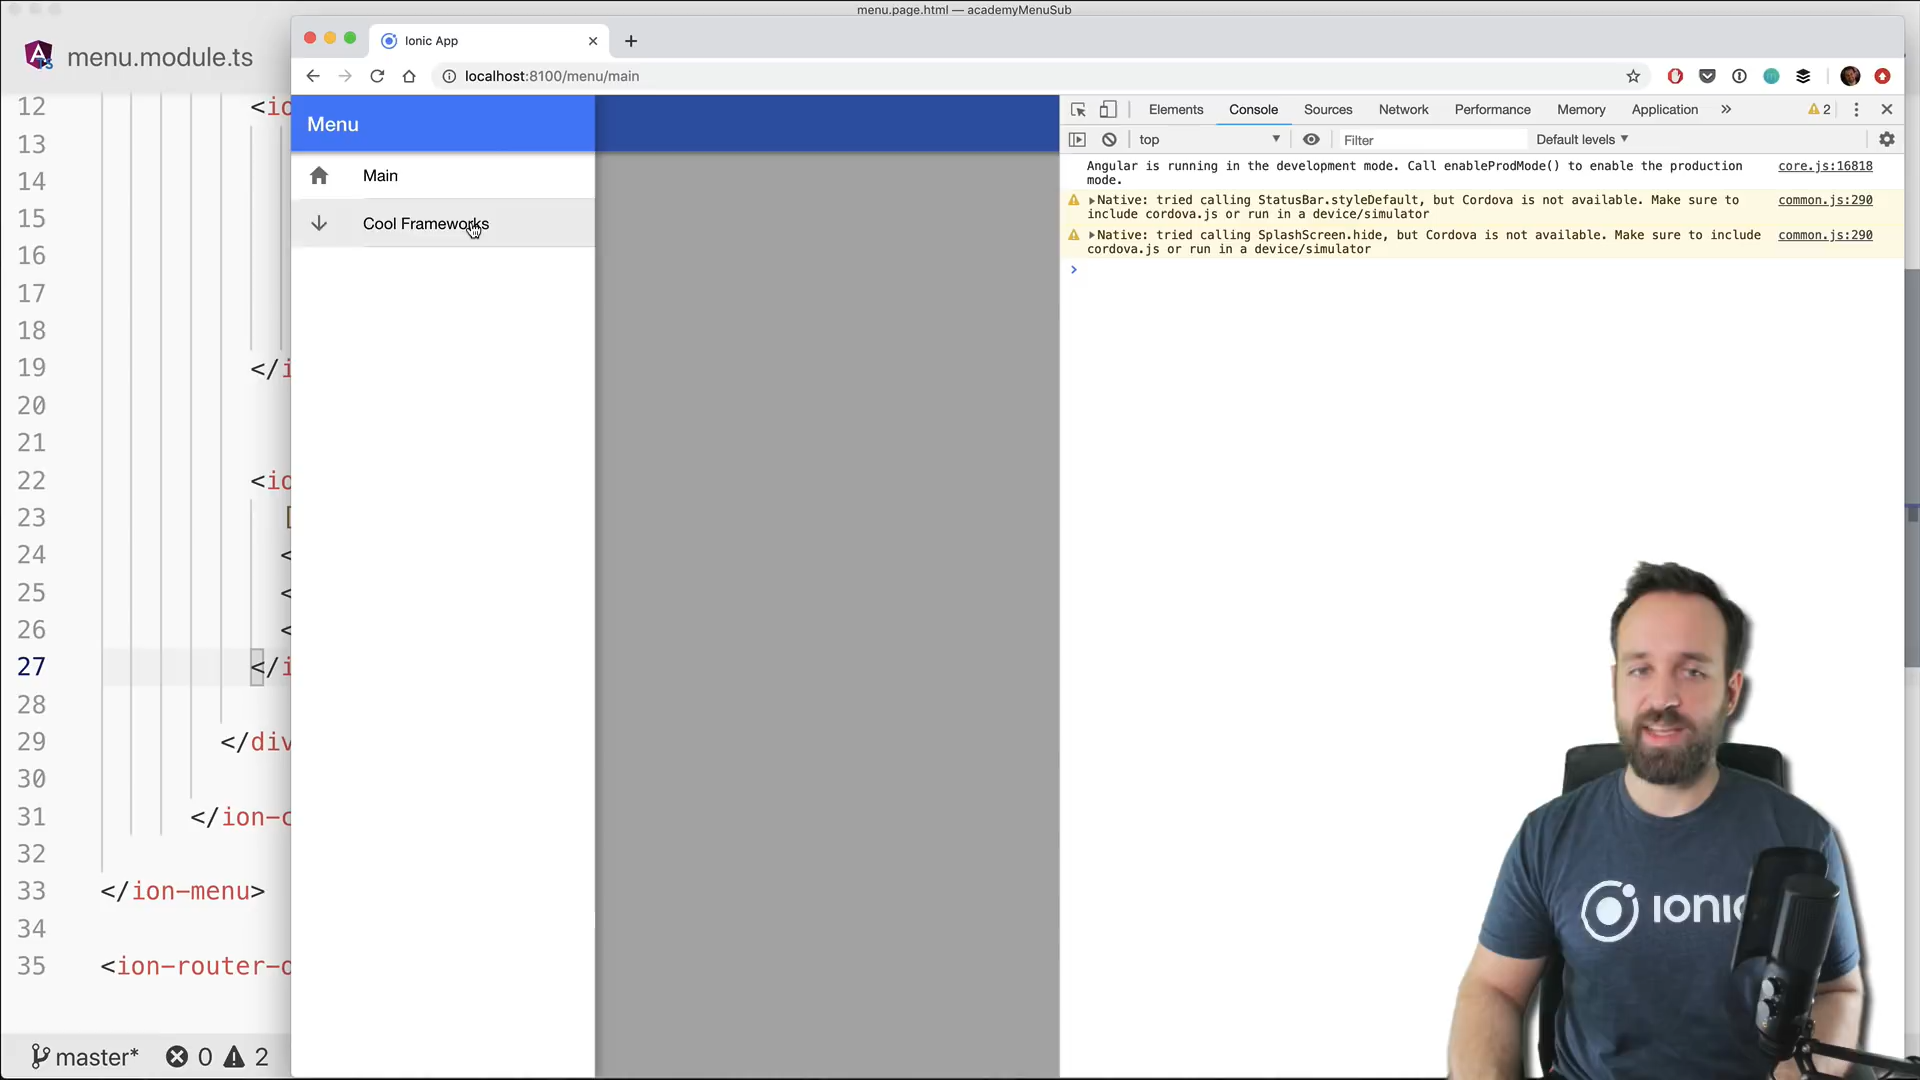 menu.page.html — academyMenuSub
menu.module.ts
Ionic App
localhost:8100/menu/main
12 <io
13
14
15
16
17
18
19 </i
20
21
22 <io
23 [
24 <
25 <
26 <
27 </i
28
29 </div
30
31 </ion-c
32
33 </ion-menu>
34
35 <ion-router-o
master* 0 2
Menu
Main
Cool Frameworks
Elements Console Sources Network Performance Memory Application » 2
top Filter Default levels
Angular is running in the development mode. Call enableProdMode() to enable the production core.js:16818
mode.
Native: tried calling StatusBar.styleDefault, but Cordova is not available. Make sure to common.js:290
include cordova.js or run in a device/simulator
Native: tried calling SplashScreen.hide, but Cordova is not available. Make sure to include common.js:290
cordova.js or run in a device/simulator
>
ionic